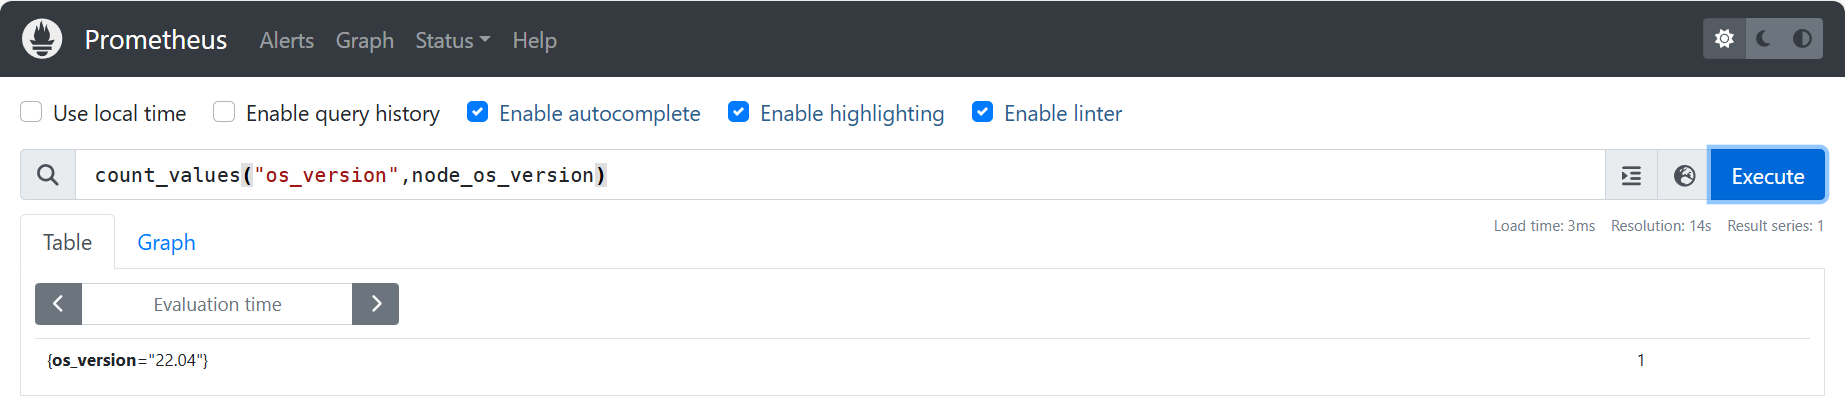 Prometheus Alerts Graph Status Help
Use local time Enable query history Enable autocomplete Enable highlighting Enable linter
count_values("os_version",node_os_version) Execute
Table Graph Load time: 3ms Resolution: 14s Result series: 1
Evaluation time
{os_version="22.04"} 1